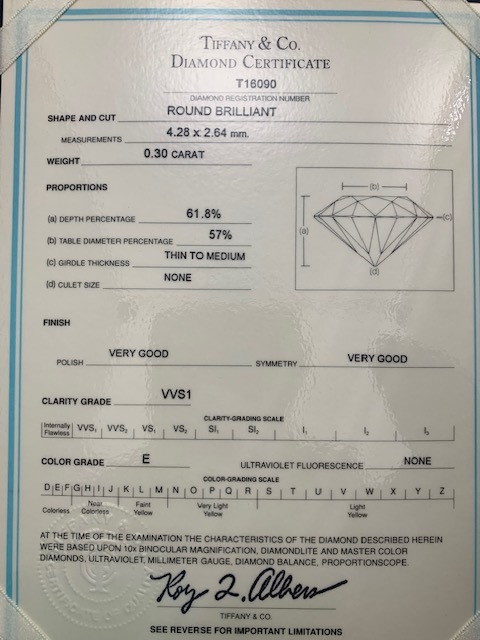 TIFFANY & CO.
DIAMOND CERTIFICATE
T16090
DIAMOND REGISTRATION NUMBER
SHAPE AND CUT ROUND BRILLIANT
MEASUREMENTS 4.28 x 2.64 mm.
WEIGHT 0.30 CARAT
PROPORTIONS
(a) DEPTH PERCENTAGE 61.8%
(b) TABLE DIAMETER PERCENTAGE 57%
(c) GIRDLE THICKNESS THIN TO MEDIUM
(d) CULET SIZE NONE
(b)
(a)
(c)
(d)
FINISH
POLISH VERY GOOD SYMMETRY VERY GOOD
CLARITY GRADE VVS1
CLARITY-GRADING SCALE
Internally Flawless VVS₁ VVS₂ VS₁ VS₂ SI₁ SI₂ I₁ I₂ I₃
COLOR GRADE E ULTRAVIOLET FLUORESCENCE NONE
COLOR-GRADING SCALE
D E F G H I J K L M N O P Q R S T U V W X Y Z
Colorless Near Colorless Faint Yellow Very Light Yellow Light Yellow
AT THE TIME OF THE EXAMINATION THE CHARACTERISTICS OF THE DIAMOND DESCRIBED HEREIN
WERE BASED UPON 10x BINOCULAR MAGNIFICATION, DIAMONDLITE AND MASTER COLOR
DIAMONDS, ULTRAVIOLET, MILLIMETER GAUGE, DIAMOND BALANCE, PROPORTIONSCOPE.
Roy L. Albers
TIFFANY & CO.
SEE REVERSE FOR IMPORTANT LIMITATIONS